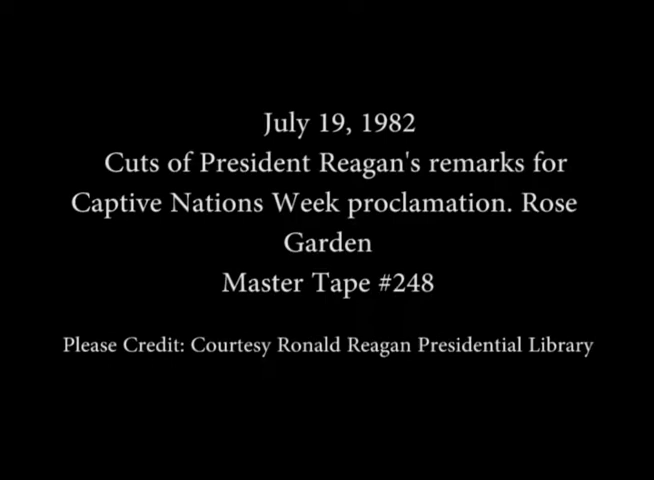 July 19, 1982
Cuts of President Reagan's remarks for
Captive Nations Week proclamation. Rose
Garden
Master Tape #248
Please Credit: Courtesy Ronald Reagan Presidential Library